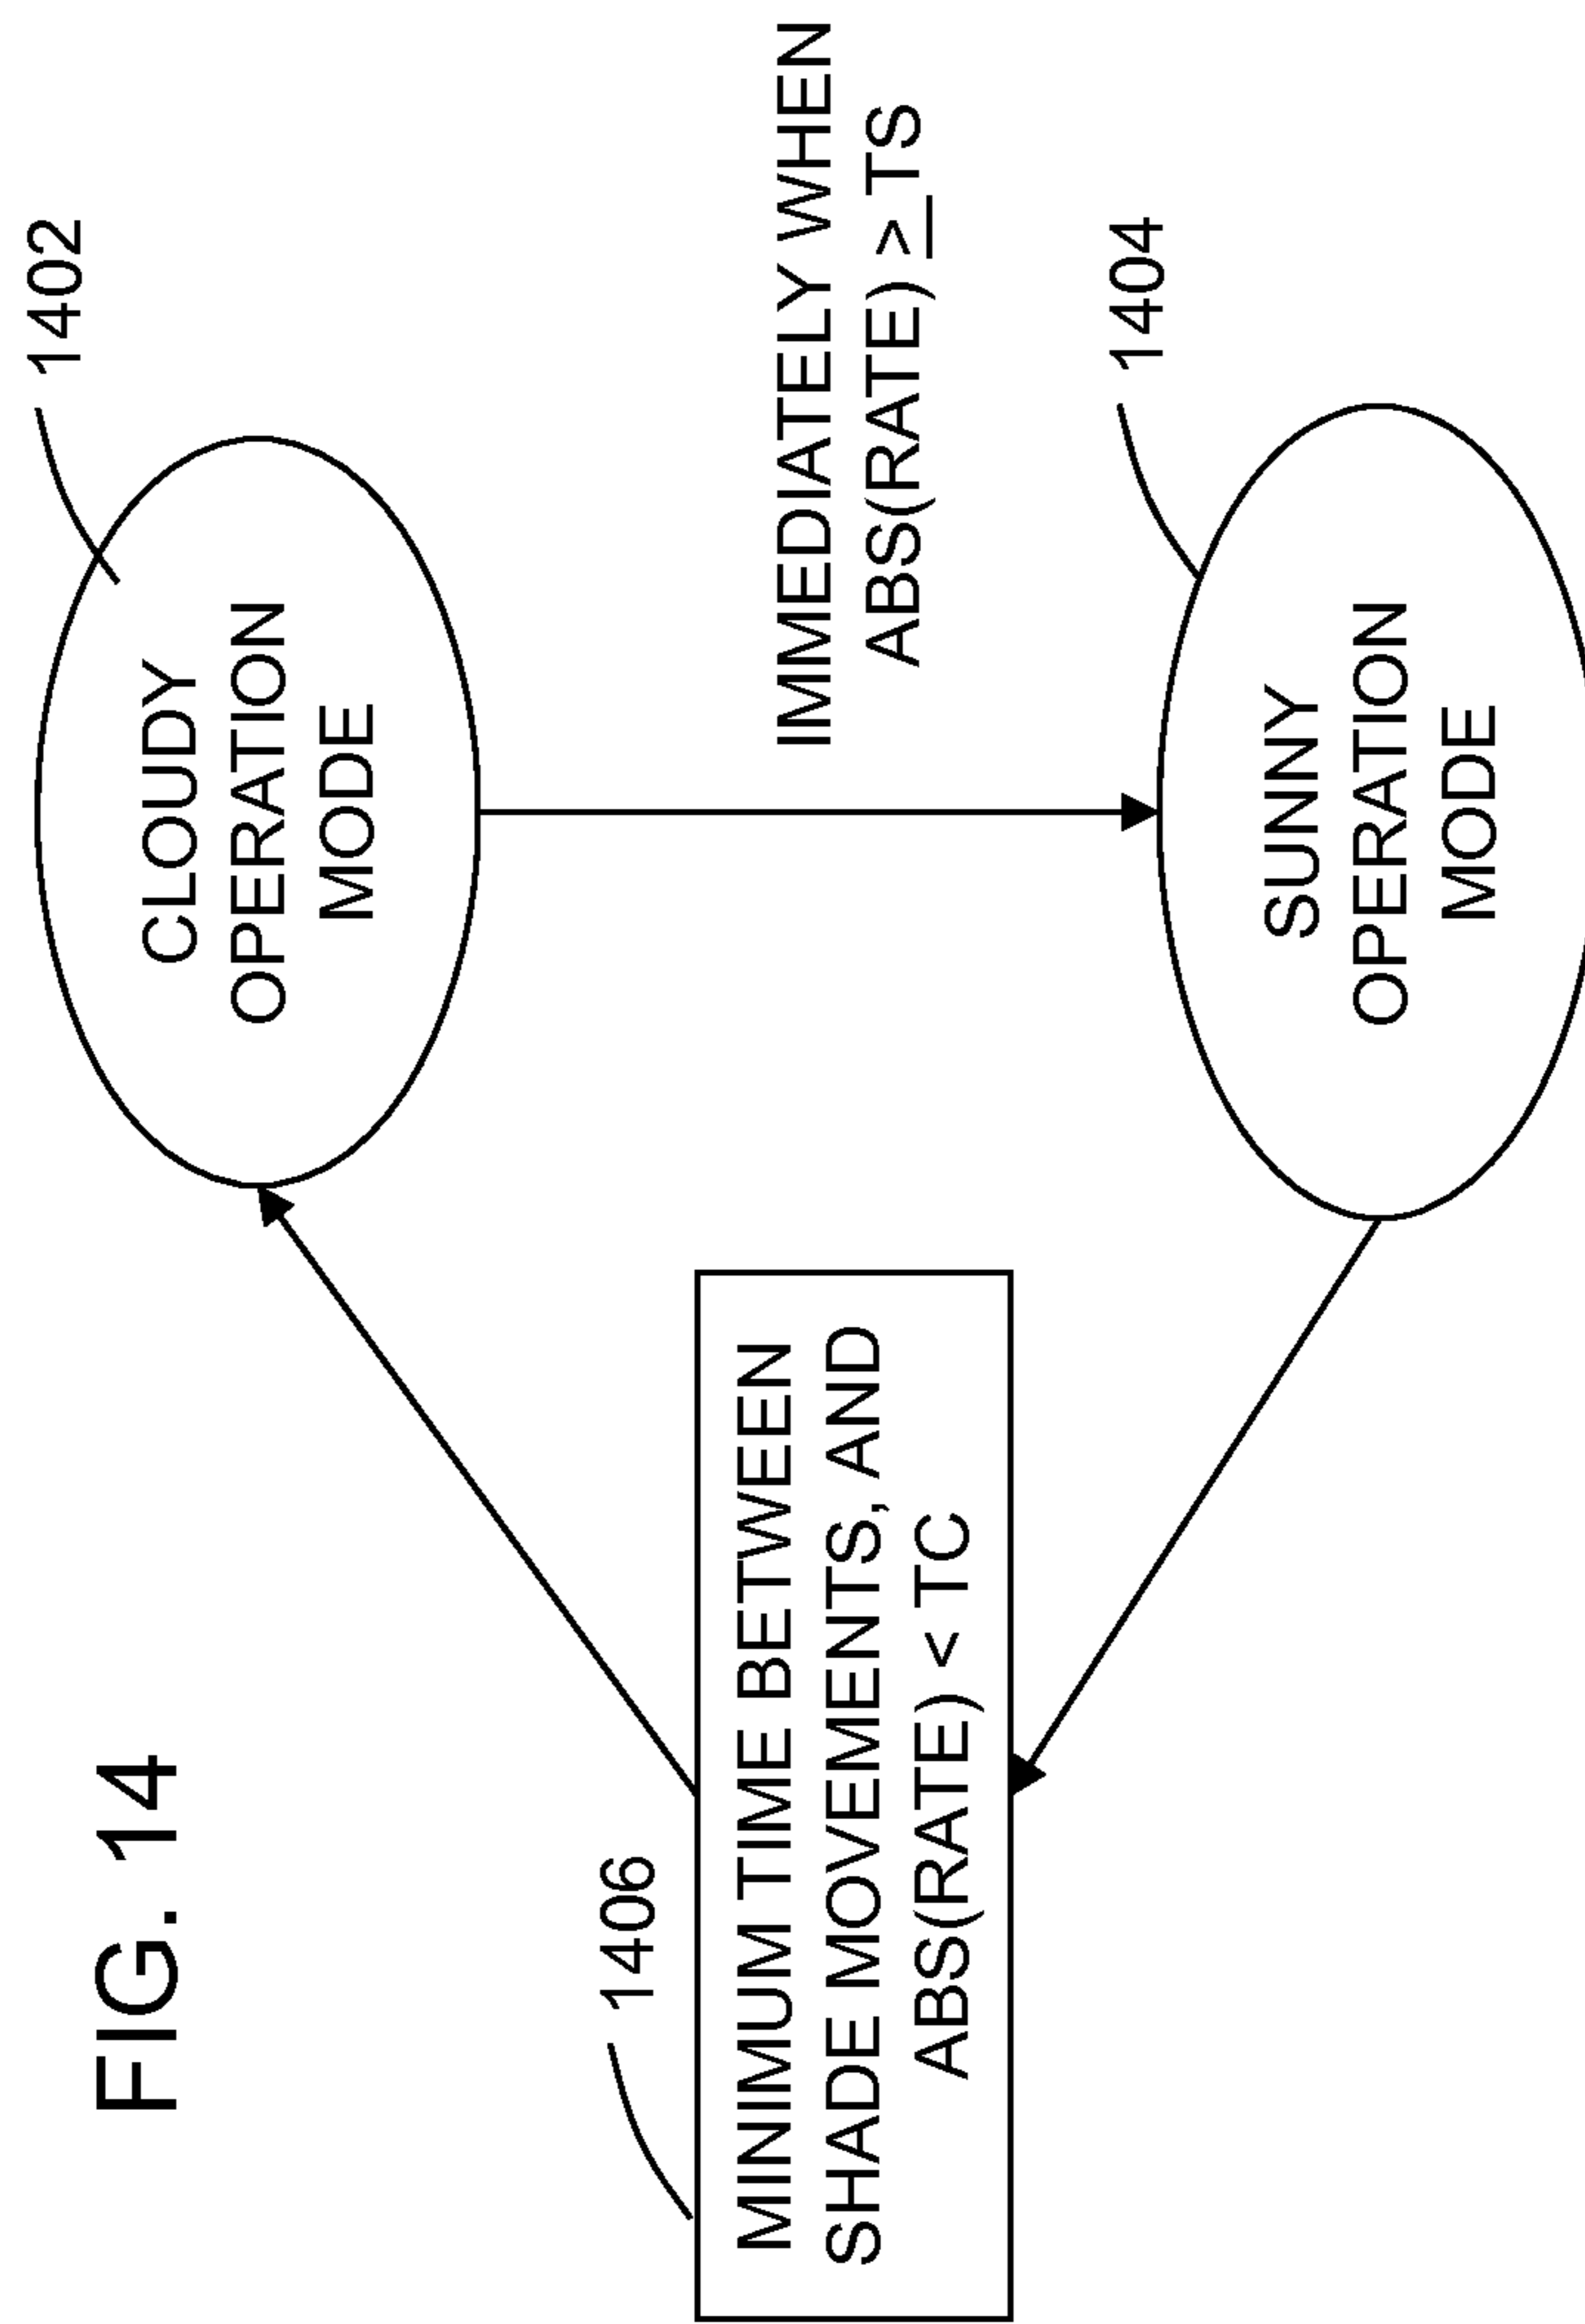 FIG. 14
1402
CLOUDY
OPERATION
MODE
1406
MINIMUM TIME BETWEEN
SHADE MOVEMENTS, AND
ABS(RATE) < TC
IMMEDIATELY WHEN
ABS(RATE) ≥ TS
1404
SUNNY
OPERATION
MODE